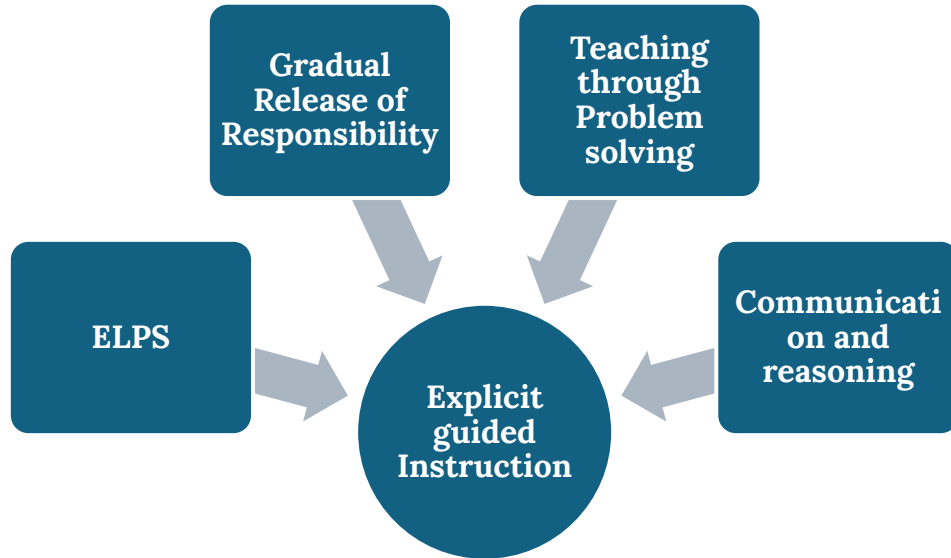 Gradual
Release of
Responsibility
Teaching
through
Problem
solving
ELPS
Communicati
on and
reasoning
Explicit
guided
Instruction